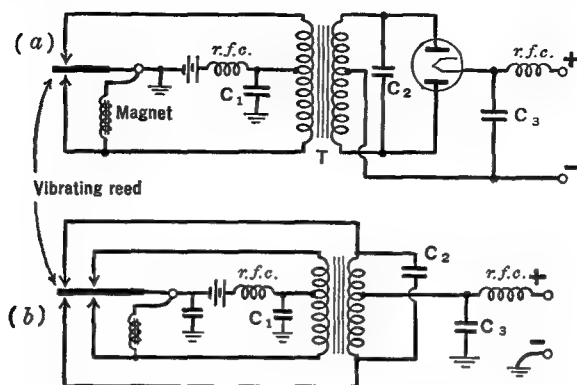 (a)
r.f.c.
r.f.c.
+
Magnet
C1
C2
C3
T
−
Vibrating reed
(b)
C2
r.f.c.
r.f.c.
+
C1
C3
−